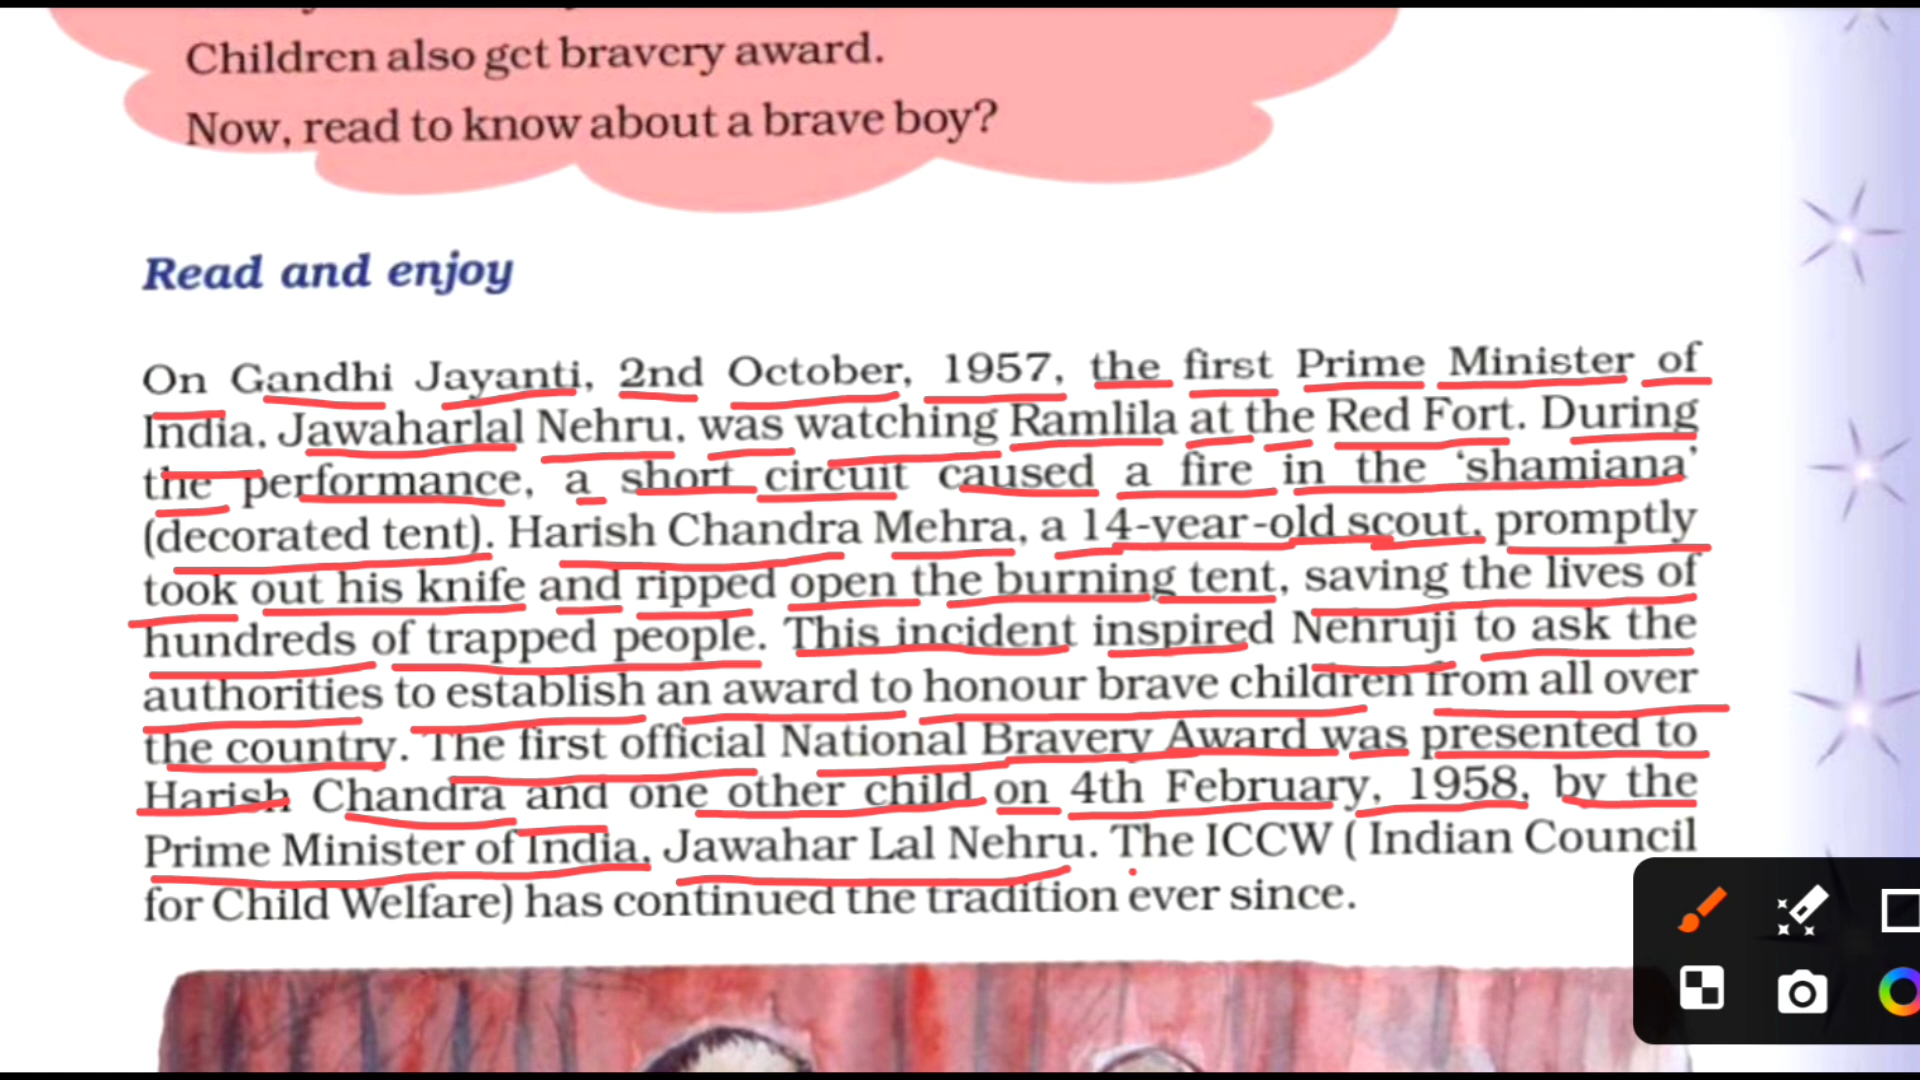 Children also get bravery award.
Now, read to know about a brave boy?
Read and enjoy
On Gandhi Jayanti, 2nd October, 1957, the first Prime Minister of
India, Jawaharlal Nehru, was watching Ramlila at the Red Fort. During
the performance, a short circuit caused a fire in the ‘shamiana’
(decorated tent). Harish Chandra Mehra, a 14-year-old scout, promptly
took out his knife and ripped open the burning tent, saving the lives of
hundreds of trapped people. This incident inspired Nehruji to ask the
authorities to establish an award to honour brave children from all over
the country. The first official National Bravery Award was presented to
Harish Chandra and one other child on 4th February, 1958, by the
Prime Minister of India, Jawahar Lal Nehru. The ICCW ( Indian Council
for Child Welfare) has continued the tradition ever since.